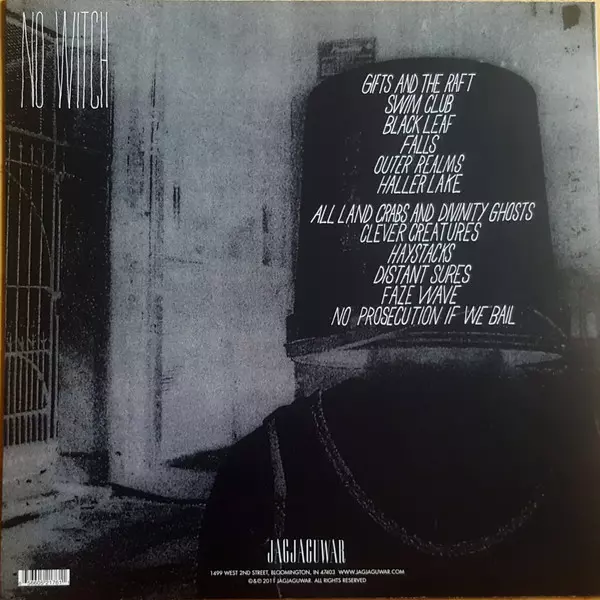 NO WITCH
GIFTS AND THE RAFT
SWIM CLUB
BLACK LEAF
FALLS
OUTER REALMS
HALLER LAKE
ALL LAND CRABS AND DIVINITY GHOSTS
CLEVER CREATURES
HAYSTACKS
DISTANT SURES
FAZE WAVE
NO PROSECUTION IF WE BAIL
JAGJAGUWAR
1499 WEST 2ND STREET, BLOOMINGTON, IN 47403 WWW.JAGJAGUWAR.COM
©&℗ 2011 JAGJAGUWAR. ALL RIGHTS RESERVED